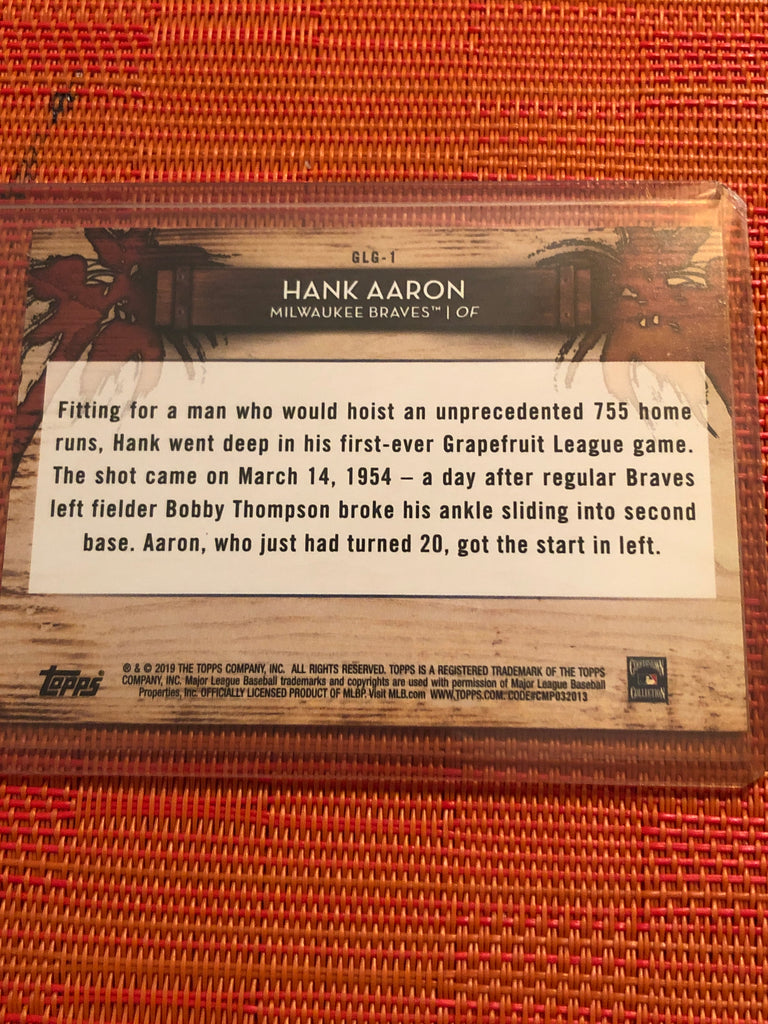 GLG-1
HANK AARON
MILWAUKEE BRAVES™ | OF
Fitting for a man who would hoist an unprecedented 755 home
runs, Hank went deep in his first-ever Grapefruit League game.
The shot came on March 14, 1954 – a day after regular Braves
left fielder Bobby Thompson broke his ankle sliding into second
base. Aaron, who just had turned 20, got the start in left.
Topps®
® & © 2019 THE TOPPS COMPANY, INC. ALL RIGHTS RESERVED. TOPPS IS A REGISTERED TRADEMARK OF THE TOPPS
COMPANY, INC. Major League Baseball trademarks and copyrights are used with permission of Major League Baseball
Properties, Inc. OFFICIALLY LICENSED PRODUCT OF MLBP. Visit MLB.com WWW.TOPPS.COM. CODE#CMP032013
COOPERSTOWN
COLLECTION